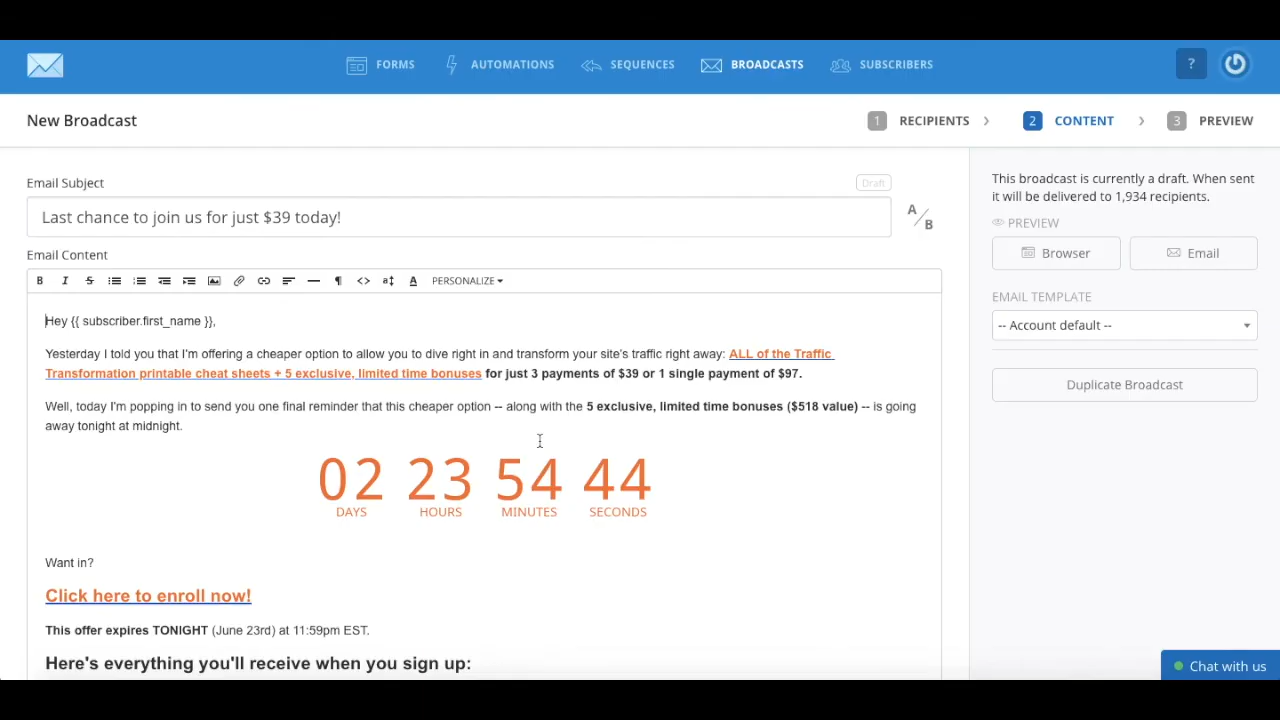 FORMS AUTOMATIONS SEQUENCES BROADCASTS SUBSCRIBERS ?
New Broadcast 1 RECIPIENTS › 2 CONTENT › 3 PREVIEW
Email Subject Draft
Last chance to join us for just $39 today! A/B
Email Content
B I S ¶ <> a A PERSONALIZE
Hey {{ subscriber.first_name }},
Yesterday I told you that I'm offering a cheaper option to allow you to dive right in and transform your site's traffic right away: ALL of the Traffic
Transformation printable cheat sheets + 5 exclusive, limited time bonuses for just 3 payments of $39 or 1 single payment of $97.
Well, today I'm popping in to send you one final reminder that this cheaper option -- along with the 5 exclusive, limited time bonuses ($518 value) -- is going
away tonight at midnight.
02 23 54 44
DAYS HOURS MINUTES SECONDS
Want in?
Click here to enroll now!
This offer expires TONIGHT (June 23rd) at 11:59pm EST.
Here's everything you'll receive when you sign up:
This broadcast is currently a draft. When sent
it will be delivered to 1,934 recipients.
PREVIEW
Browser Email
EMAIL TEMPLATE
-- Account default --
Duplicate Broadcast
Chat with us